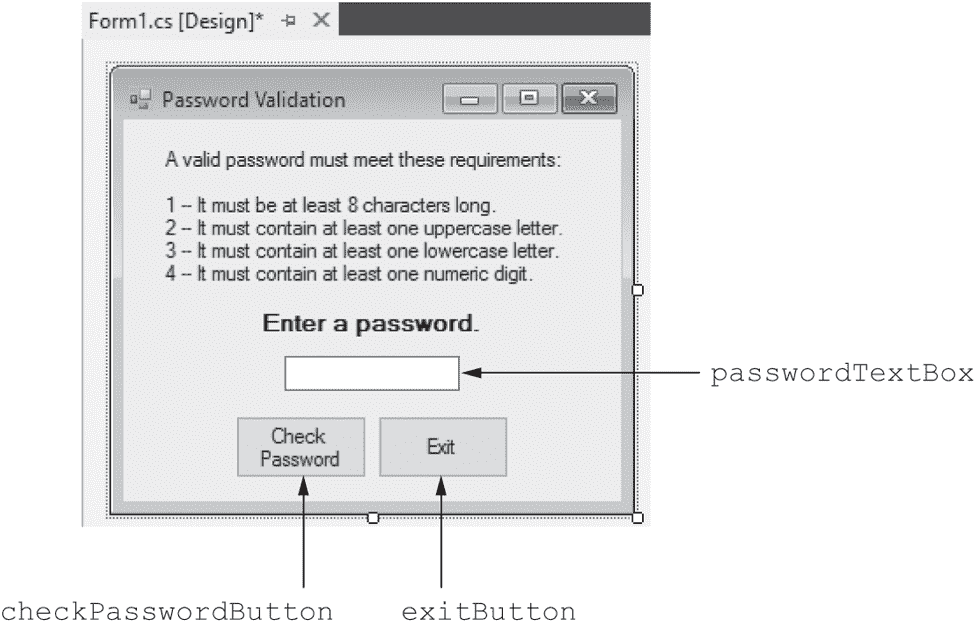 Form1.cs [Design]*
Password Validation
A valid password must meet these requirements:
1 -- It must be at least 8 characters long.
2 -- It must contain at least one uppercase letter.
3 -- It must contain at least one lowercase letter.
4 -- It must contain at least one numeric digit.
Enter a password.
passwordTextBox
Check
Password
Exit
checkPasswordButton
exitButton